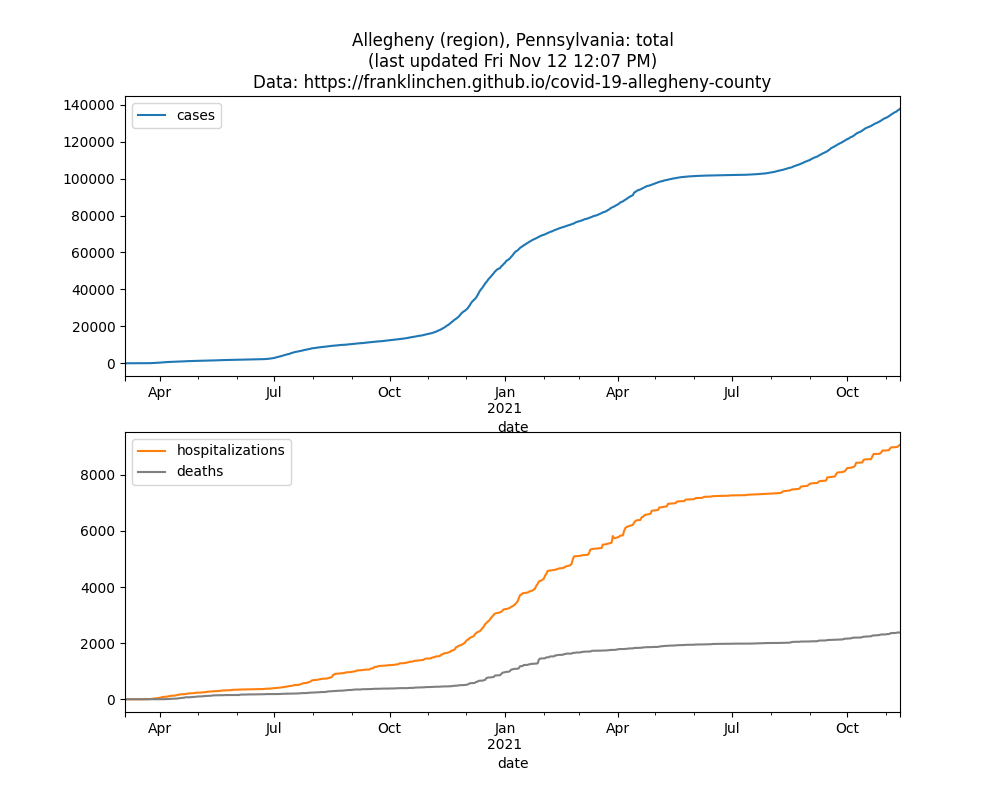 Allegheny (region), Pennsylvania: total
(last updated Fri Nov 12 12:07 PM)
Data: https://franklinchen.github.io/covid-19-allegheny-county
cases
140000
120000
100000
80000
60000
40000
20000
0
Apr Jul Oct Jan Apr Jul Oct
2021
date
hospitalizations
deaths
8000
6000
4000
2000
0
Apr Jul Oct Jan Apr Jul Oct
2021
date